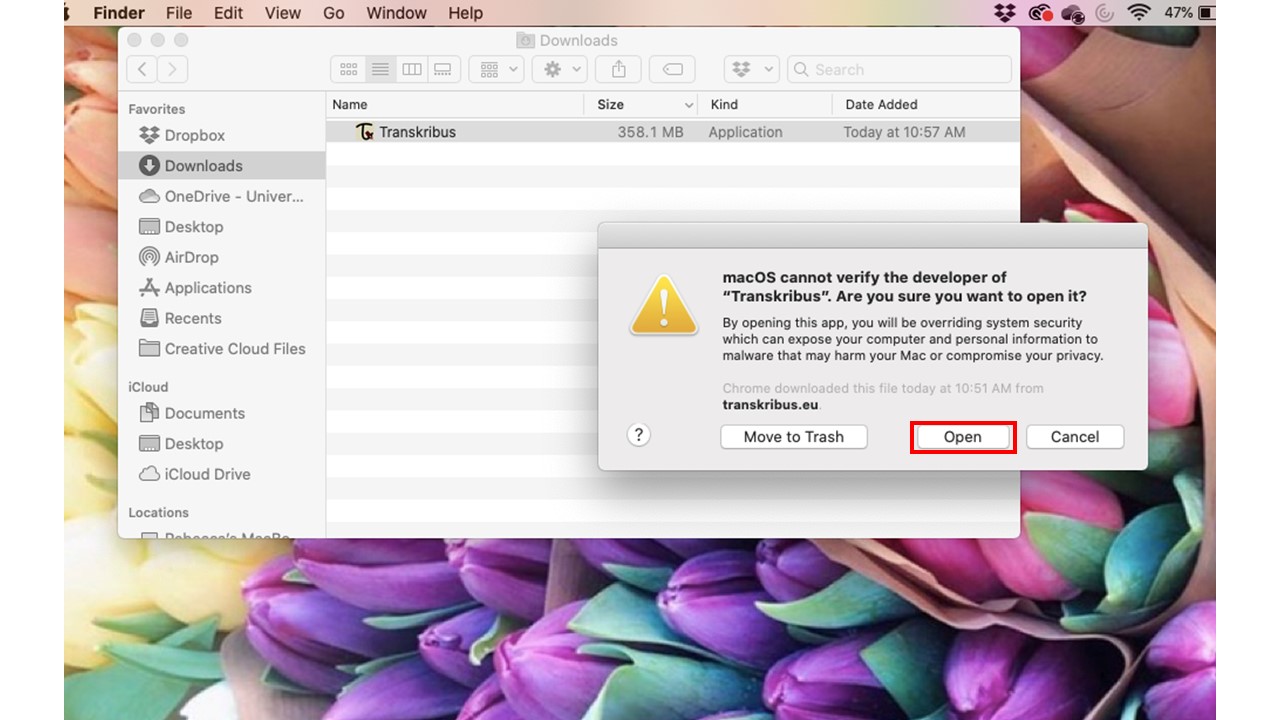 Finder File Edit View Go Window Help 47%
Downloads
Search
Favorites
Dropbox
Downloads
OneDrive - Univer...
Desktop
AirDrop
Applications
Recents
Creative Cloud Files
iCloud
Documents
Desktop
iCloud Drive
Locations
Rebecca's MacBo
Name Size Kind Date Added
Transkribus 358.1 MB Application Today at 10:57 AM
macOS cannot verify the developer of
“Transkribus”. Are you sure you want to open it?
By opening this app, you will be overriding system security
which can expose your computer and personal information to
malware that may harm your Mac or compromise your privacy.
Chrome downloaded this file today at 10:51 AM from
transkribus.eu.
? Move to Trash Open Cancel